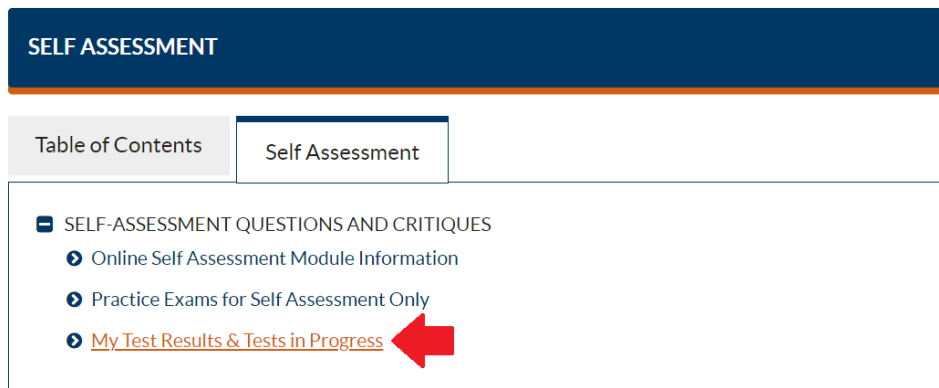 SELF ASSESSMENT
Table of Contents
Self Assessment
SELF-ASSESSMENT QUESTIONS AND CRITIQUES
Online Self Assessment Module Information
Practice Exams for Self Assessment Only
My Test Results & Tests in Progress